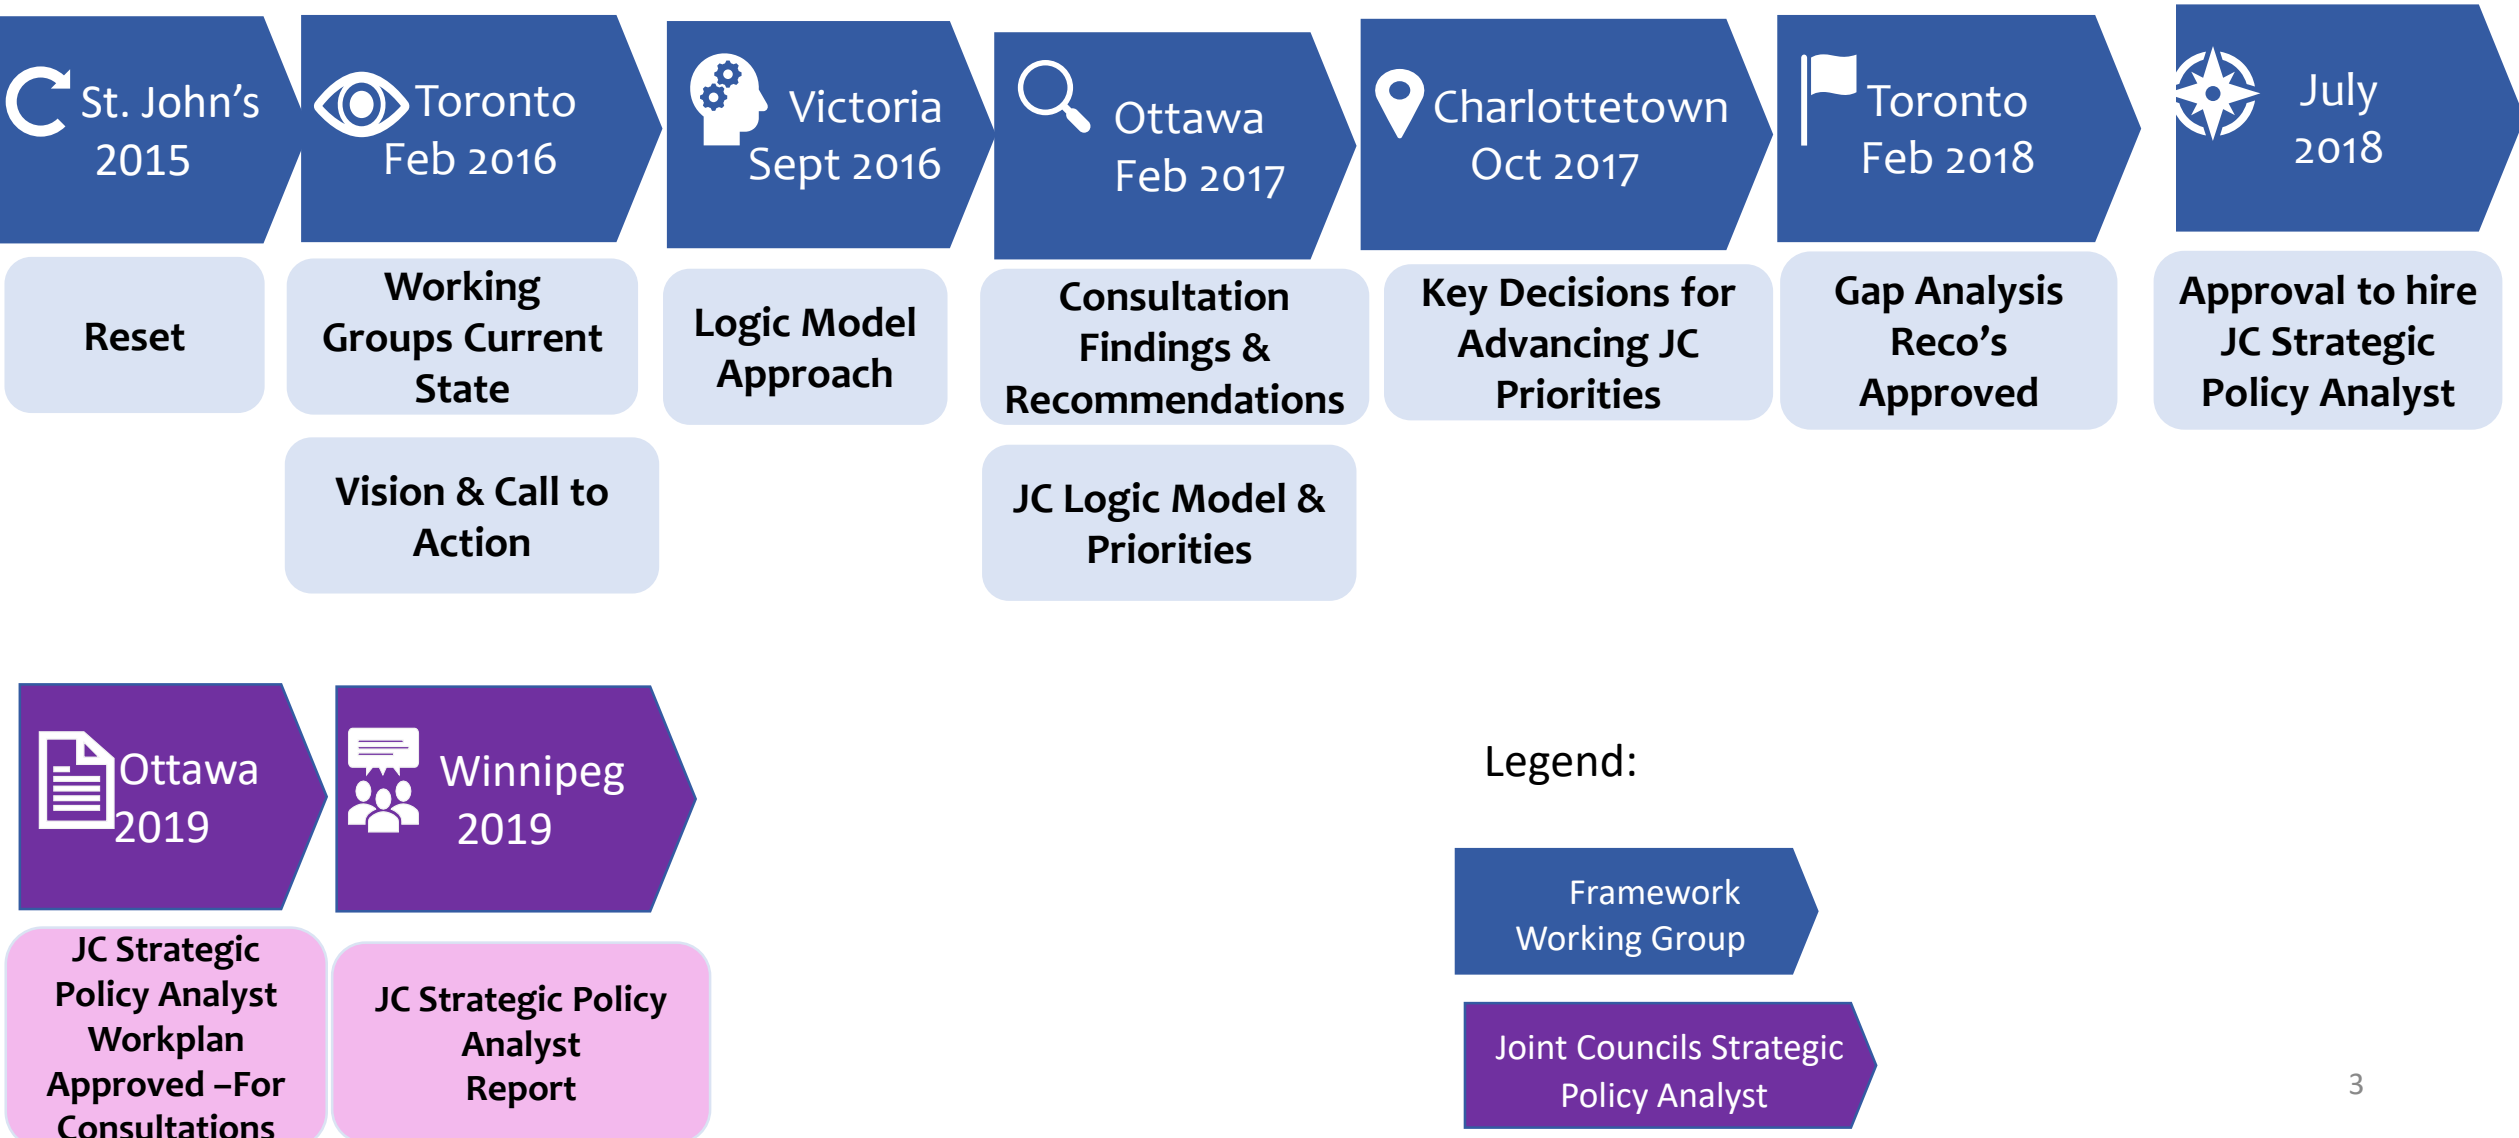 St. John’s
2015
Toronto
Feb 2016
Victoria
Sept 2016
Ottawa
Feb 2017
Charlottetown
Oct 2017
Toronto
Feb 2018
July
2018
Reset
Working
Groups Current
State
Logic Model
Approach
Consultation
Findings &
Recommendations
Key Decisions for
Advancing JC
Priorities
Gap Analysis
Reco’s
Approved
Approval to hire
JC Strategic
Policy Analyst
Vision & Call to
Action
JC Logic Model &
Priorities
Ottawa
2019
Winnipeg
2019
Legend:
Framework
Working Group
JC Strategic
Policy Analyst
Workplan
Approved –For
Consultations
JC Strategic Policy
Analyst
Report
Joint Councils Strategic
Policy Analyst
3